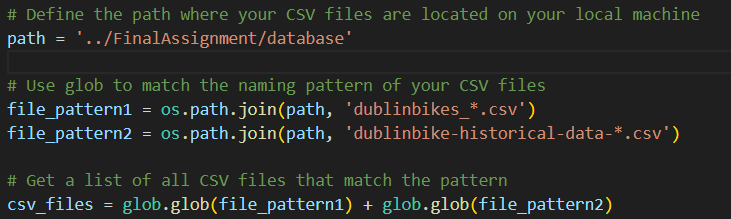 # Define the path where your CSV files are located on your local machine
path = '../FinalAssignment/database'
# Use glob to match the naming pattern of your CSV files
file_pattern1 = os.path.join(path, 'dublinbikes_*.csv')
file_pattern2 = os.path.join(path, 'dublinbike-historical-data-*.csv')
# Get a list of all CSV files that match the pattern
csv_files = glob.glob(file_pattern1) + glob.glob(file_pattern2)